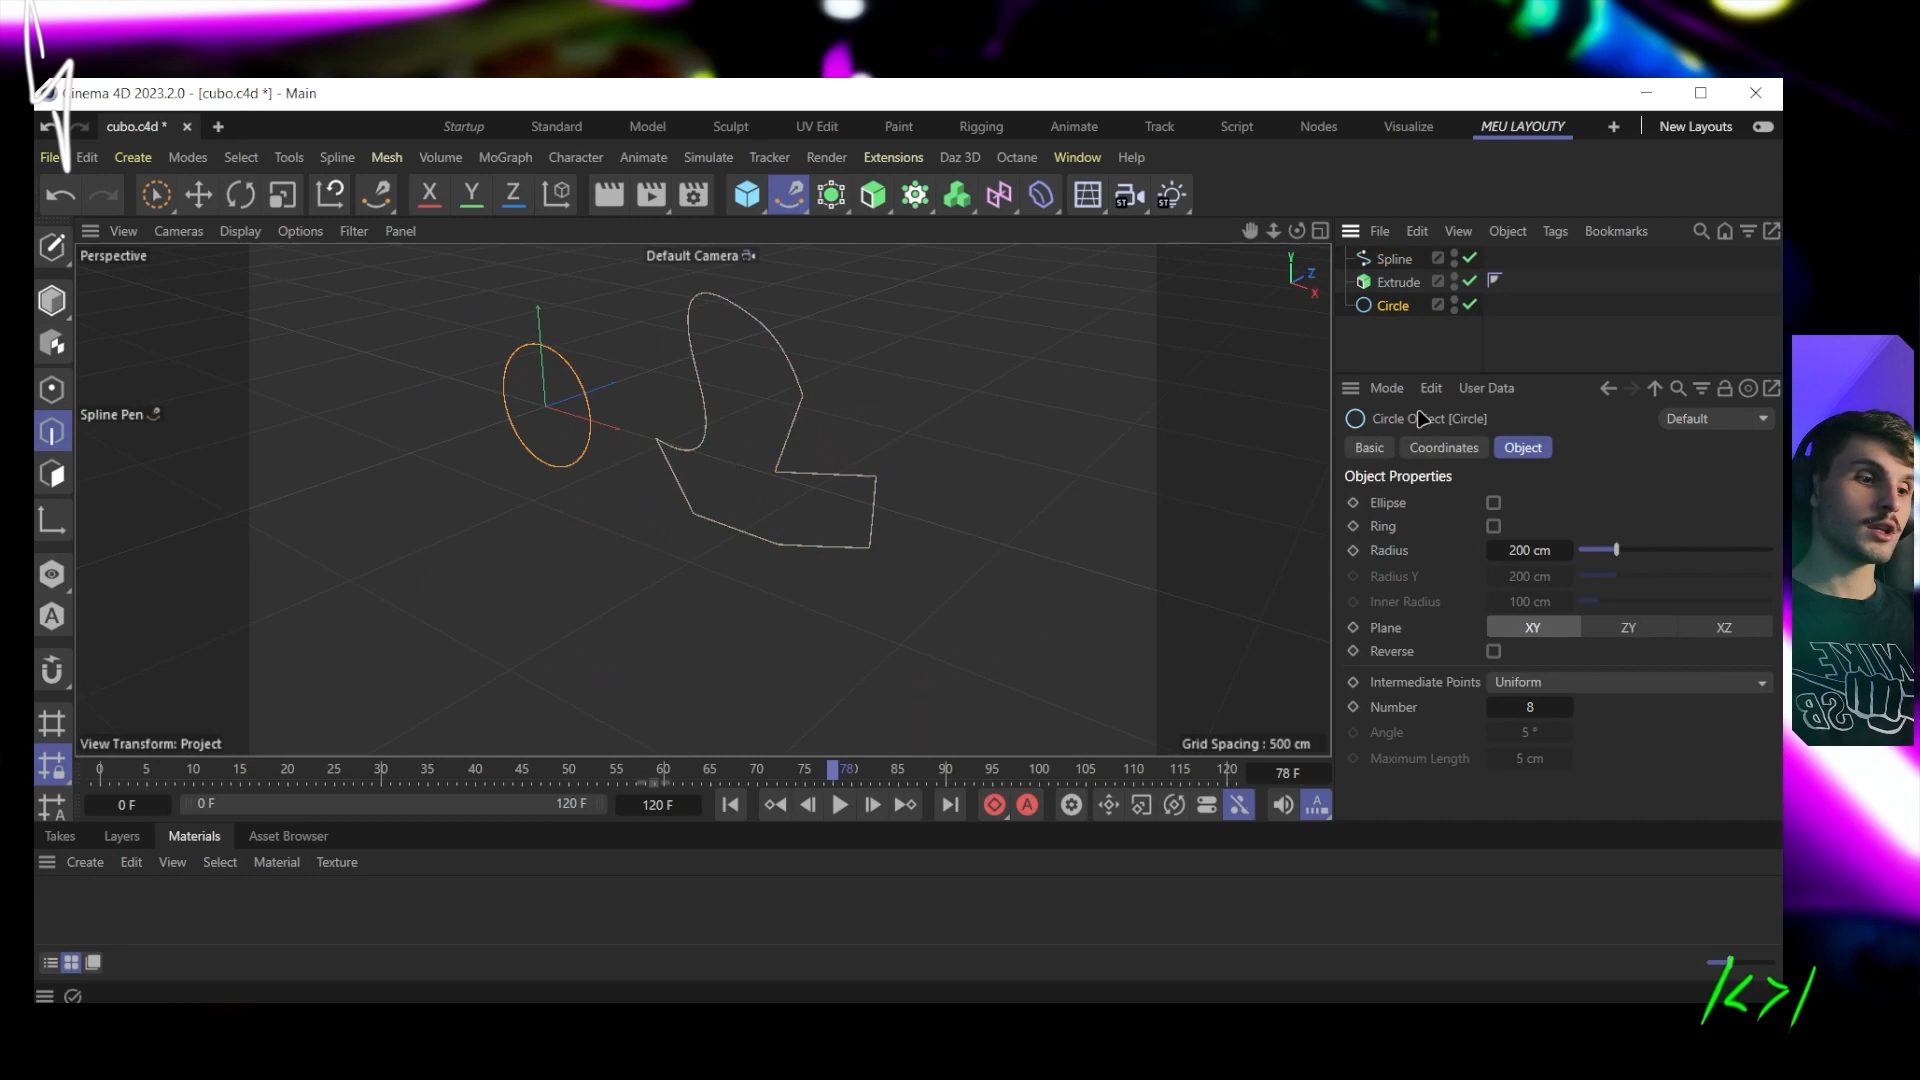 Cinema 4D 2023.2.0 - [cubo.c4d *] - Main
cubo.c4d * Startup Standard Model Sculpt UV Edit Paint Rigging Animate Track Script Nodes Visualize MEU LAYOUTY New Layouts
File Edit Create Modes Select Tools Spline Mesh Volume MoGraph Character Animate Simulate Tracker Render Extensions Daz 3D Octane Window Help
X Y Z ST ST
View Cameras Display Options Filter Panel
File Edit View Object Tags Bookmarks
Perspective
Default Camera
Y
Z
X
Spline
Extrude
Circle
Mode Edit User Data
Spline Pen
Circle Object [Circle]
Default
Basic Coordinates Object
Object Properties
Ellipse
Ring
Radius 200 cm
Radius Y 200 cm
Inner Radius 100 cm
Plane XY ZY XZ
Reverse
Intermediate Points Uniform
Number 8
Angle 5 °
Maximum Length 5 cm
View Transform: Project
Grid Spacing : 500 cm
0 5 10 15 20 25 30 35 40 45 50 55 60 65 70 75 78 85 90 95 100 105 110 115 120 78 F
0 F 0 F 120 F 120 F A A
Takes Layers Materials Asset Browser
Create Edit View Select Material Texture